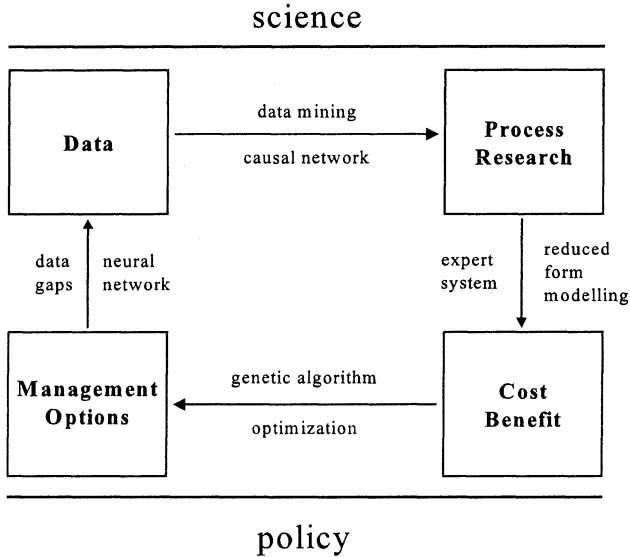 science
Data
data mining
causal network
Process
Research
data
gaps
neural
network
expert
system
reduced
form
modelling
Management
Options
genetic algorithm
optimization
Cost
Benefit
policy